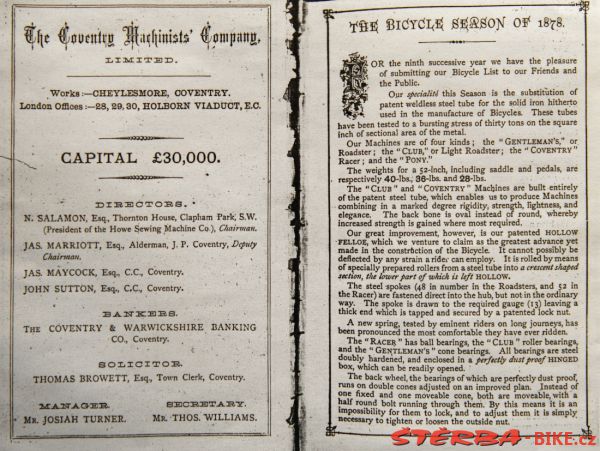 The Coventry Machinists' Company,
LIMITED.
Works:—CHEYLESMORE, COVENTRY.
London Offices:—28, 29, 30, HOLBORN VIADUCT, E.C.
CAPITAL £30,000.
DIRECTORS.
N. SALAMON, Esq., Thornton House, Clapham Park, S.W.
(President of the Howe Sewing Machine Co.), Chairman.
JAS. MARRIOTT, Esq., Alderman, J. P. Coventry, Deputy
Chairman.
JAS. MAYCOCK, Esq., C.C., Coventry.
JOHN SUTTON, Esq., C.C., Coventry.
BANKERS.
THE COVENTRY & WARWICKSHIRE BANKING
CO., Coventry.
SOLICITOR.
THOMAS BROWETT, Esq., Town Clerk, Coventry.
MANAGER. SECRETARY.
MR. JOSIAH TURNER. MR. THOS. WILLIAMS.
THE BICYCLE SEASON OF 1878.
FOR the ninth successive year we have the pleasure
of submitting our Bicycle List to our Friends and
the Public.
Our specialité this Season is the substitution of
patent weldless steel tube for the solid iron hitherto
used in the manufacture of Bicycles. These tubes
have been tested to a bursting stress of thirty tons on the square
inch of sectional area of the metal.
Our Machines are of four kinds; the "GENTLEMAN'S," or
Roadster; the "CLUB," or Light Roadster; the "COVENTRY"
Racer; and the "PONY."
The weights for a 52-inch, including saddle and pedals, are
respectively 40-lbs., 36-lbs. and 28-lbs.
The "CLUB" and "COVENTRY" Machines are built entirely
of the patent steel tube, which enables us to produce Machines
combining in a marked degree rigidity, strength, lightness, and
elegance. The back bone is oval instead of round, whereby
increased strength is gained where most required.
Our great improvement, however, is our patented HOLLOW
FELLOE, which we venture to claim as the greatest advance yet
made in the construction of the Bicycle. It cannot possibly be
deflected by any strain a rider can employ. It is rolled by means
of specially prepared rollers from a steel tube into a crescent shaped
section, the lower part of which is left HOLLOW.
The steel spokes (48 in number in the Roadsters, and 52 in
the Racer) are fastened direct into the hub, but not in the ordinary
way. The spoke is drawn to the required gauge (13) leaving a
thick end which is tapped and secured by a patented lock nut.
A new spring, tested by eminent riders on long journeys, has
been pronounced the most comfortable they have ever ridden.
The "RACER" has ball bearings, the "CLUB" roller bearings,
and the "GENTLEMAN'S" cone bearings. All bearings are steel
doubly hardened, and enclosed in a perfectly dust proof HINGED
box, which can be readily opened.
The back wheel, the bearings of which are perfectly dust proof,
runs on double cones adjusted on an improved plan. Instead of
one fixed and one moveable cone, both are moveable, with a
half round bolt running through them. By this means it is an
impossibility for them to lock, and to adjust them it is simply
necessary to tighten or loosen the outside nut.
ŠTĚRBA-BIKE.cz